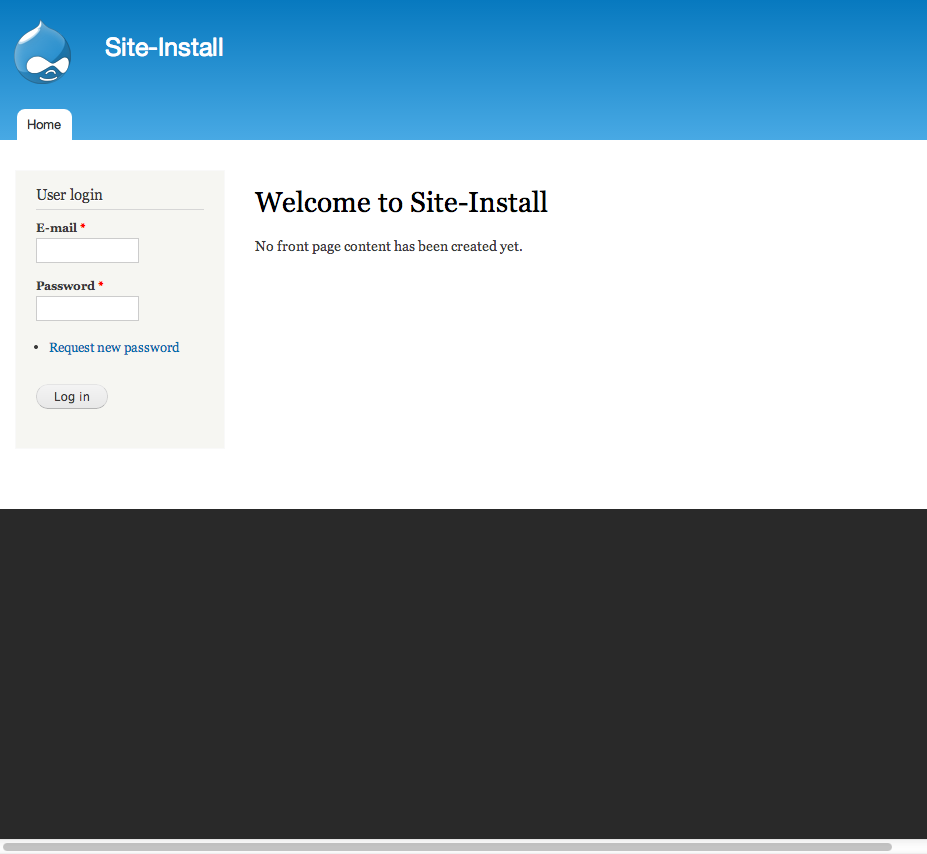 Site-Install
Home
User login
E-mail *
Password *
Request new password
Log in
Welcome to Site-Install
No front page content has been created yet.